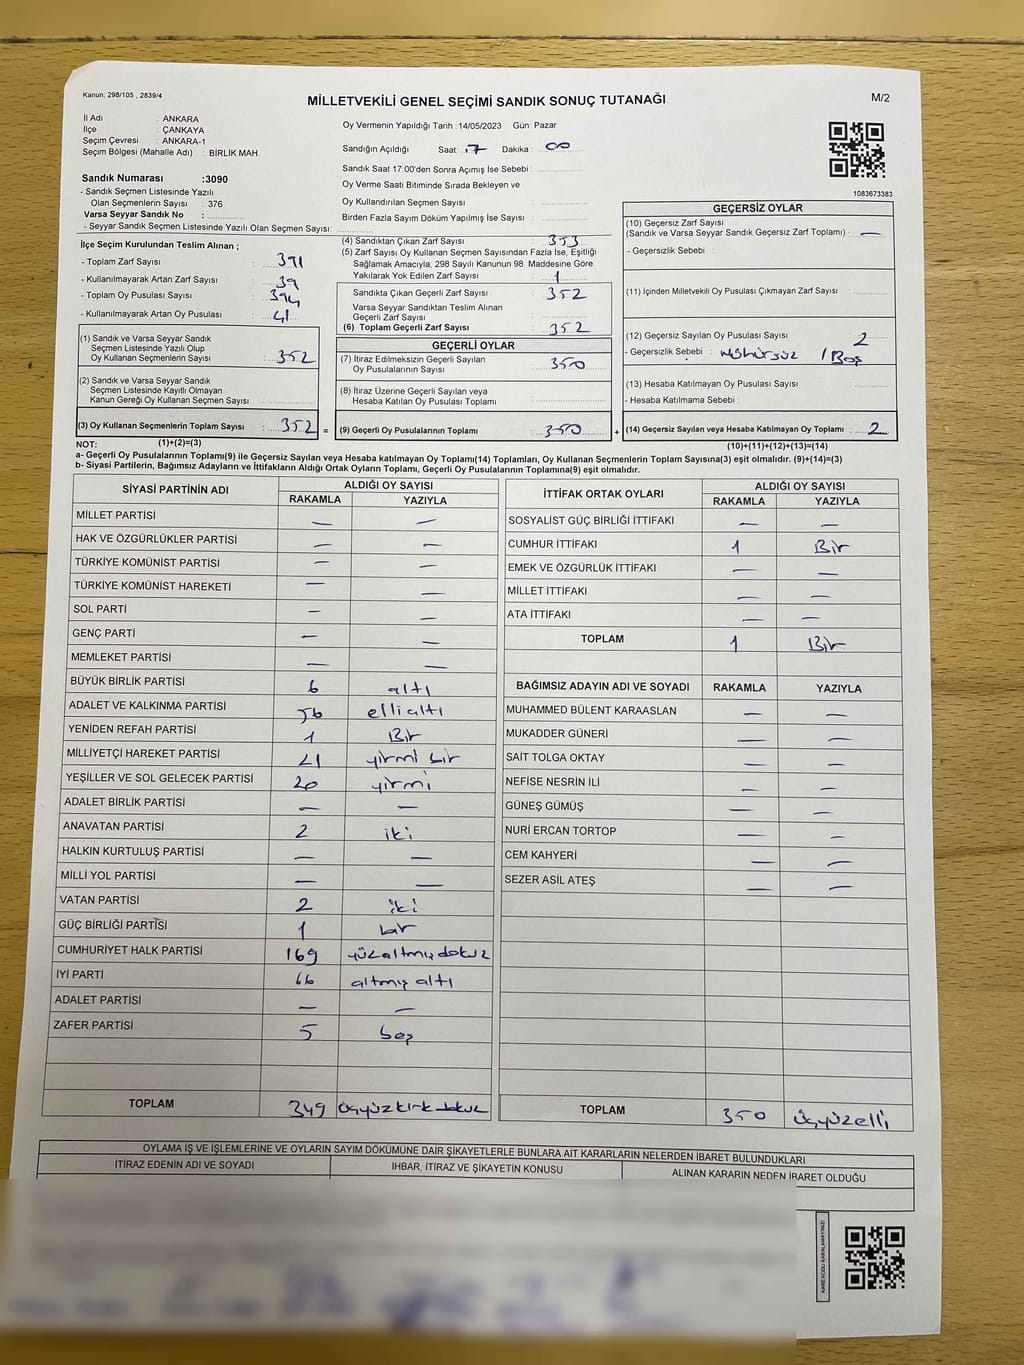 Kanun: 298/105 , 2839/4
MİLLETVEKİLİ GENEL SEÇİMİ SANDIK SONUÇ TUTANAĞI
M/2
İl Adı : ANKARA
İlçe : ÇANKAYA
Seçim Çevresi : ANKARA-1
Seçim Bölgesi (Mahalle Adı) : BİRLİK MAH.
Oy Vermenin Yapıldığı Tarih :14/05/2023 Gün: Pazar
Sandığın Açıldığı Saat: 17 Dakika: 00
Sandık Saat 17:00'den Sonra Açımış İse Sebebi :
Oy Verme Saati Bitiminde Sırada Bekleyen ve
Oy Kullandırılan Seçmen Sayısı :
Birden Fazla Sayım Döküm Yapılmış İse Sayısı :
1083673383
Sandık Numarası :3090
- Sandık Seçmen Listesinde Yazılı
Olan Seçmenlerin Sayısı : 376
Varsa Seyyar Sandık No :
- Seyyar Sandık Seçmen Listesinde Yazılı Olan Seçmen Sayısı:
İlçe Seçim Kurulundan Teslim Alınan ;
- Toplam Zarf Sayısı : 391
- Kullanılmayarak Artan Zarf Sayısı : 39
- Toplam Oy Pusulası Sayısı : 394
- Kullanılmayarak Artan Oy Pusulası : 41
(1) Sandık ve Varsa Seyyar Sandık
Seçmen Listesinde Yazılı Olup
Oy Kullanan Seçmenlerin Sayısı : 352
(2) Sandık ve Varsa Seyyar Sandık
Seçmen Listesinde Kayıtlı Olmayan
Kanun Gereği Oy Kullanan Seçmen Sayısı :
(3) Oy Kullanan Seçmenlerin Toplam Sayısı : 352 =
(4) Sandıktan Çıkan Zarf Sayısı : 353
(5) Zarf Sayısı Oy Kullanan Seçmen Sayısından Fazla İse, Eşitliği
Sağlamak Amacıyla, 298 Sayılı Kanunun 98. Maddesine Göre
Yakılarak Yok Edilen Zarf Sayısı : 1
Sandıkta Çıkan Geçerli Zarf Sayısı : 352
Varsa Seyyar Sandıktan Teslim Alınan
Geçerli Zarf Sayısı :
(6) Toplam Geçerli Zarf Sayısı : 352
GEÇERLİ OYLAR
(7) İtiraz Edilmeksizin Geçerli Sayılan
Oy Pusulalarının Sayısı : 350
(8) İtiraz Üzerine Geçerli Sayılan veya
Hesaba Katılan Oy Pusulası Toplamı :
(9) Geçerli Oy Pusulalarının Toplamı : 350 +
GEÇERSİZ OYLAR
(10) Geçersiz Zarf Sayısı
(Sandık ve Varsa Seyyar Sandık Geçersiz Zarf Toplamı) : —
- Geçersizlik Sebebi :
(11) İçinden Milletvekili Oy Pusulası Çıkmayan Zarf Sayısı :
(12) Geçersiz Sayılan Oy Pusulası Sayısı : 2
- Geçersizlik Sebebi : mühürsüz / Boş
(13) Hesaba Katılmayan Oy Pusulası Sayısı :
- Hesaba Katılmama Sebebi :
(14) Geçersiz Sayılan veya Hesaba Katılmayan Oy Toplamı : 2
NOT: (1)+(2)=(3) (10)+(11)+(12)+(13)=(14)
a- Geçerli Oy Pusulalarının Toplamı(9) ile Geçersiz Sayılan veya Hesaba Katılmayan Oy Toplamı(14) Toplamları, Oy Kullanan Seçmenlerin Toplam Sayısına(3) eşit olmalıdır. (9)+(14)=(3)
b- Siyasi Partilerin, Bağımsız Adayların ve İttifakların Aldığı Ortak Oyların Toplamı, Geçerli Oy Pusulalarının Toplamına(9) eşit olmalıdır.
SİYASİ PARTİNİN ADI ALDIĞI OY SAYISI
RAKAMLA YAZIYLA
MİLLET PARTİSİ — —
HAK VE ÖZGÜRLÜKLER PARTİSİ — —
TÜRKİYE KOMÜNİST PARTİSİ — —
TÜRKİYE KOMÜNİST HAREKETİ — —
SOL PARTİ — —
GENÇ PARTİ — —
MEMLEKET PARTİSİ — —
BÜYÜK BİRLİK PARTİSİ 6 altı
ADALET VE KALKINMA PARTİSİ 56 elli altı
YENİDEN REFAH PARTİSİ 1 Bir
MİLLİYETÇİ HAREKET PARTİSİ 21 yirmi bir
YEŞİLLER VE SOL GELECEK PARTİSİ 20 yirmi
ADALET BİRLİK PARTİSİ — —
ANAVATAN PARTİSİ 2 iki
HALKIN KURTULUŞ PARTİSİ — —
MİLLİ YOL PARTİSİ — —
VATAN PARTİSİ 2 iki
GÜÇ BİRLİĞİ PARTİSİ 1 bir
CUMHURİYET HALK PARTİSİ 169 yüzaltmışdokuz
İYİ PARTİ 66 altmış altı
ADALET PARTİSİ — —
ZAFER PARTİSİ 5 beş
TOPLAM 349 üçyüzkırkdokuz
İTTİFAK ORTAK OYLARI ALDIĞI OY SAYISI
RAKAMLA YAZIYLA
SOSYALİST GÜÇ BİRLİĞİ İTTİFAKI — —
CUMHUR İTTİFAKI 1 Bir
EMEK VE ÖZGÜRLÜK İTTİFAKI — —
MİLLET İTTİFAKI — —
ATA İTTİFAKI — —
TOPLAM 1 Bir
BAĞIMSIZ ADAYIN ADI VE SOYADI RAKAMLA YAZIYLA
MUHAMMED BÜLENT KARAASLAN — —
MUKADDER GÜNERİ — —
SAİT TOLGA OKTAY — —
NEFİSE NESRİN İLİ — —
GÜNEŞ GÜMÜŞ — —
NURİ ERCAN TORTOP — —
CEM KAHYERİ — —
SEZER ASİL ATEŞ — —
TOPLAM 350 üçyüzelli
OYLAMA İŞ VE İŞLEMLERİNE VE OYLARIN SAYIM DÖKÜMÜNE DAİR ŞİKAYETLERLE BUNLARA AİT KARARLARIN NELERDEN İBARET BULUNDUKLARI
İTİRAZ EDENİN ADI VE SOYADI İHBAR, İTİRAZ VE ŞİKAYETİN KONUSU ALINAN KARARIN NEDEN İBARET OLDUĞU
KARE KODU KARALAMAYINIZ!